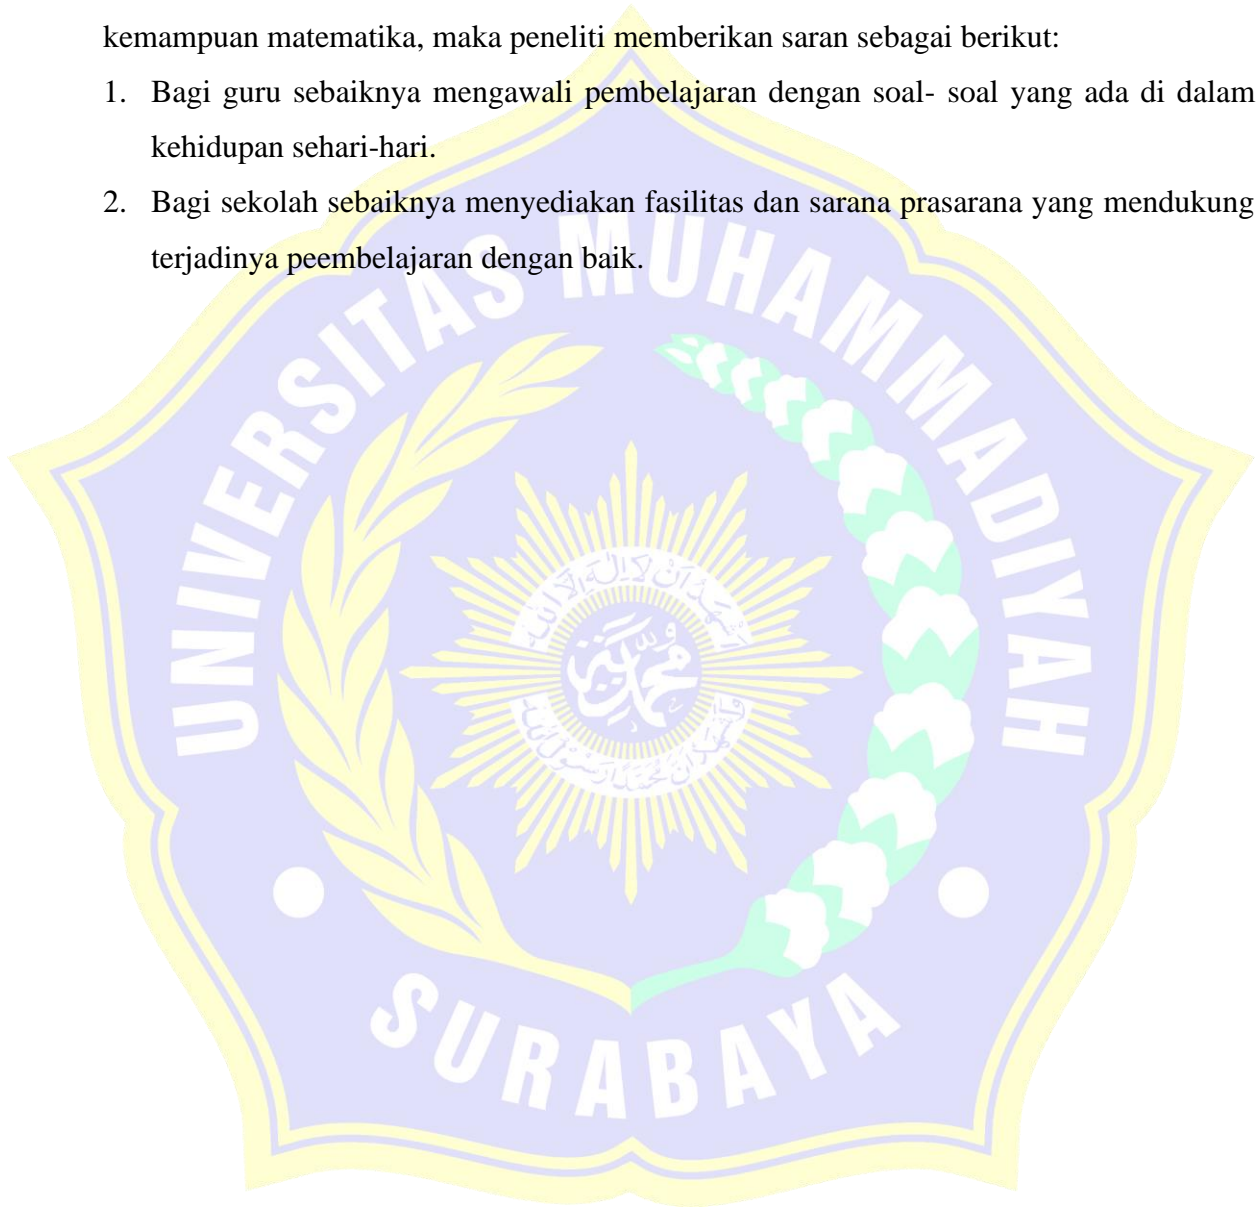 kemampuan matematika, maka peneliti memberikan saran sebagai berikut:
1. Bagi guru sebaiknya mengawali pembelajaran dengan soal- soal yang ada di dalam
kehidupan sehari-hari.
2. Bagi sekolah sebaiknya menyediakan fasilitas dan sarana prasarana yang mendukung
terjadinya peembelajaran dengan baik.
UNIVERSITAS MUHAMMADIYAH
SURABAYA